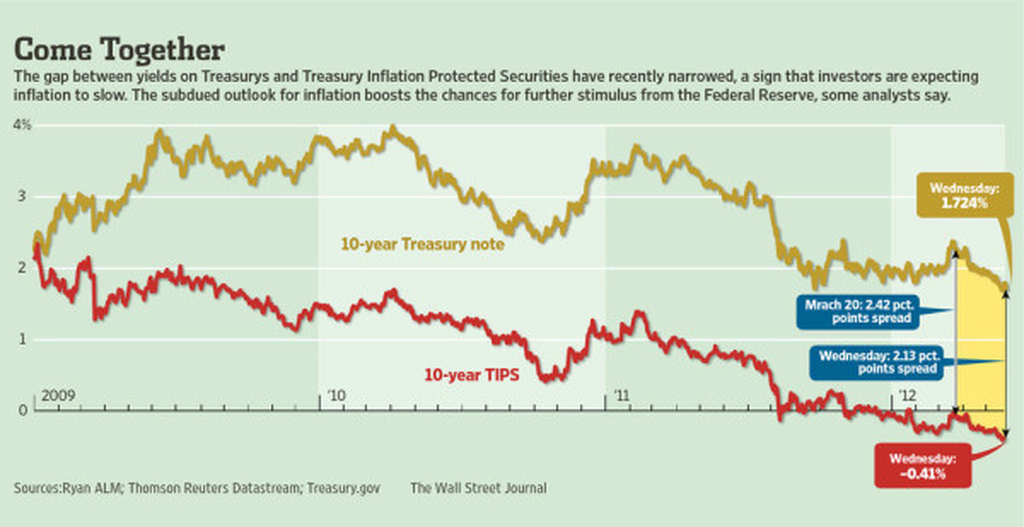 Come Together
The gap between yields on Treasurys and Treasury Inflation Protected Securities have recently narrowed, a sign that investors are expecting
inflation to slow. The subdued outlook for inflation boosts the chances for further stimulus from the Federal Reserve, some analysts say.
4%
3
2
1
0
10-year Treasury note
10-year TIPS
Wednesday:
1.724%
Mrach 20: 2.42 pct.
points spread
Wednesday: 2.13 pct.
points spread
2009
'10
'11
'12
Wednesday:
–0.41%
Sources:Ryan ALM; Thomson Reuters Datastream; Treasury.gov
The Wall Street Journal